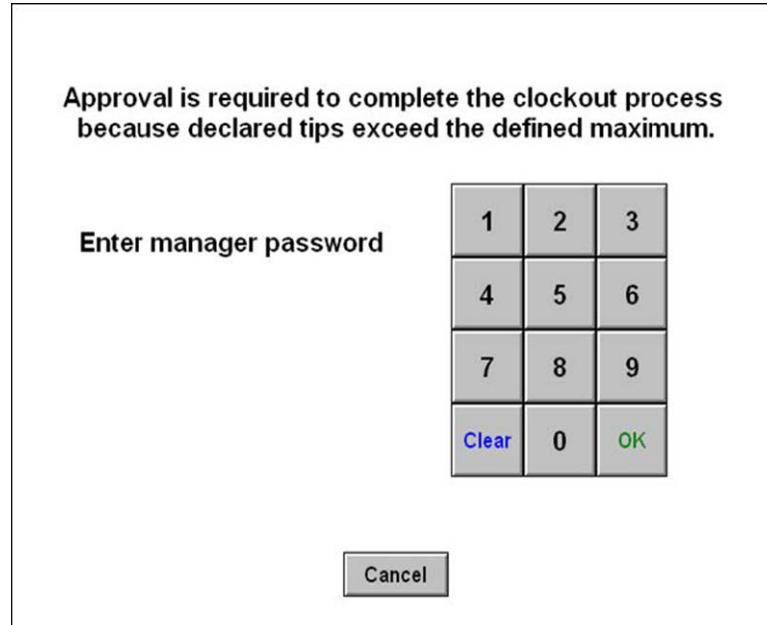 Approval is required to complete the clockout process
because declared tips exceed the defined maximum.
Enter manager password
1 2 3
4 5 6
7 8 9
Clear 0 OK
Cancel